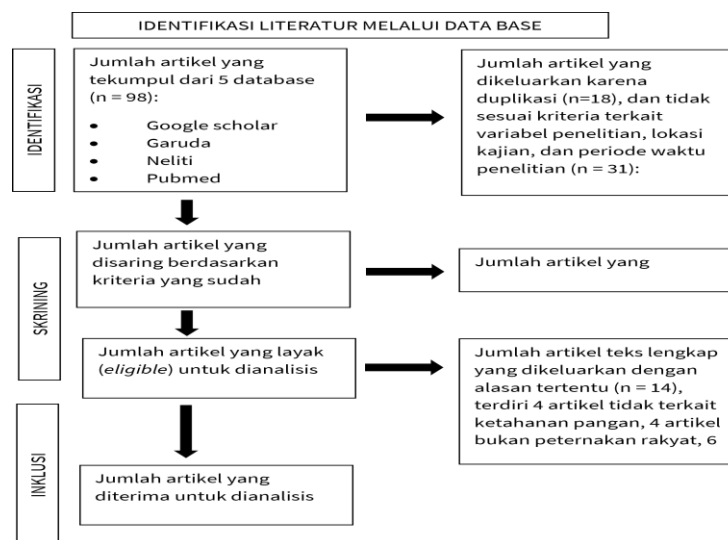 IDENTIFIKASI LITERATUR MELALUI DATA BASE
IDENTIFIKASI
Jumlah artikel yang
tekumpul dari 5 database
(n = 98):
• Google scholar
• Garuda
• Neliti
• Pubmed
Jumlah artikel yang
dikeluarkan karena
duplikasi (n=18), dan tidak
sesuai kriteria terkait
variabel penelitian, lokasi
kajian, dan periode waktu
penelitian (n = 31):
SKRINING
Jumlah artikel yang
disaring berdasarkan
kriteria yang sudah
Jumlah artikel yang
Jumlah artikel yang layak
(eligible) untuk dianalisis
Jumlah artikel teks lengkap
yang dikeluarkan dengan
alasan tertentu (n = 14),
terdiri 4 artikel tidak terkait
ketahanan pangan, 4 artikel
bukan peternakan rakyat, 6
INKLUSI
Jumlah artikel yang
diterima untuk dianalisis